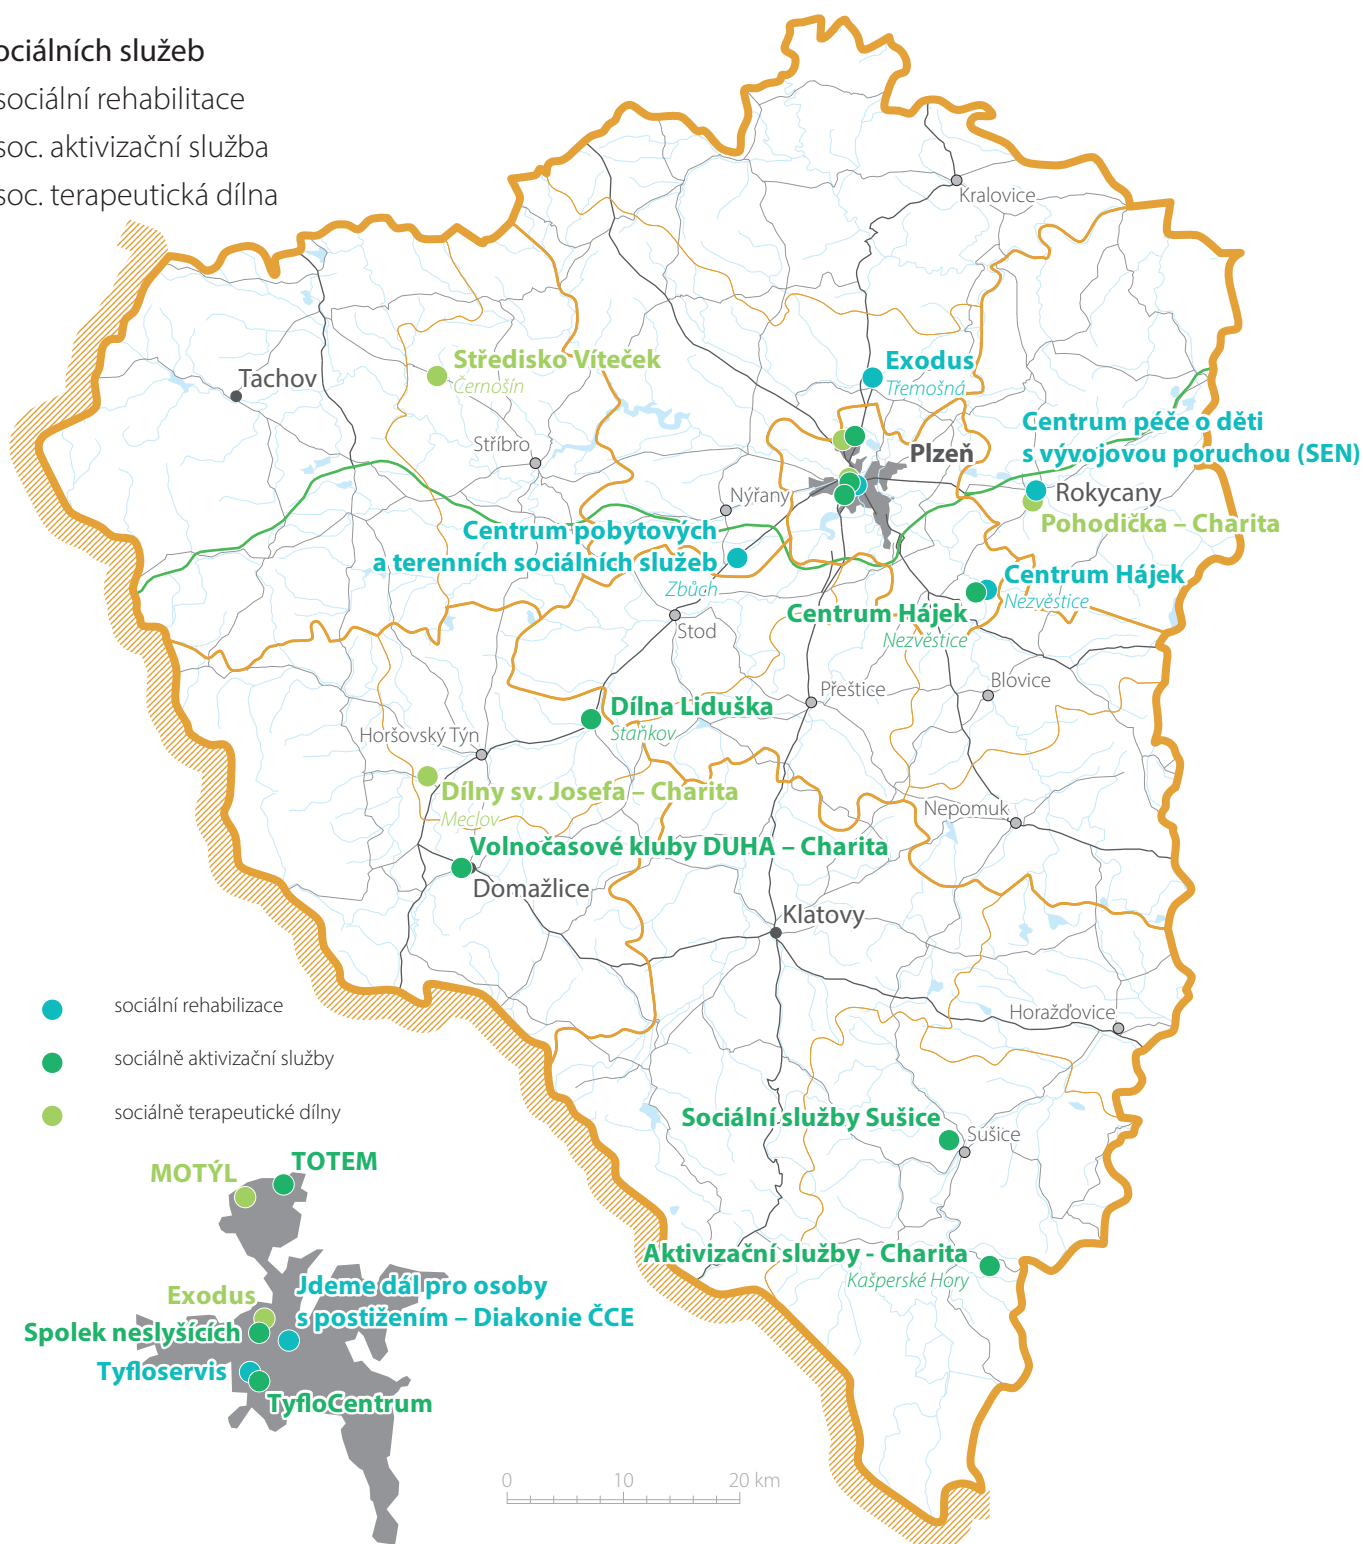 ociálních služeb
sociální rehabilitace
soc. aktivizační služba
soc. terapeutická dílna
Kralovice
Středisko Víteček
Černošín
Tachov
Exodus
Třemošná
Stříbro
Centrum péče o děti
s vývojovou poruchou (SEN)
Plzeň
Nýřany
Rokycany
Pohodička – Charita
Centrum pobytových
a terenních sociálních služeb
Zbůch
Centrum Hájek
Nezvěstice
Centrum Hájek
Nezvěstice
Stod
Přeštice
Blovice
Dílna Liduška
Staňkov
Horšovský Týn
Dílny sv. Josefa – Charita
Meclov
Nepomuk
Volnočasové kluby DUHA – Charita
Domažlice
Klatovy
sociální rehabilizace
sociálně aktivizační služby
sociálně terapeutické dílny
Horažďovice
Sociální služby Sušice
Sušice
Aktivizační služby - Charita
Kašperské Hory
MOTÝL
TOTEM
Exodus
Jdeme dál pro osoby
s postižením – Diakonie ČCE
Spolek neslyšících
Tyfloservis
TyfloCentrum
0 10 20 km